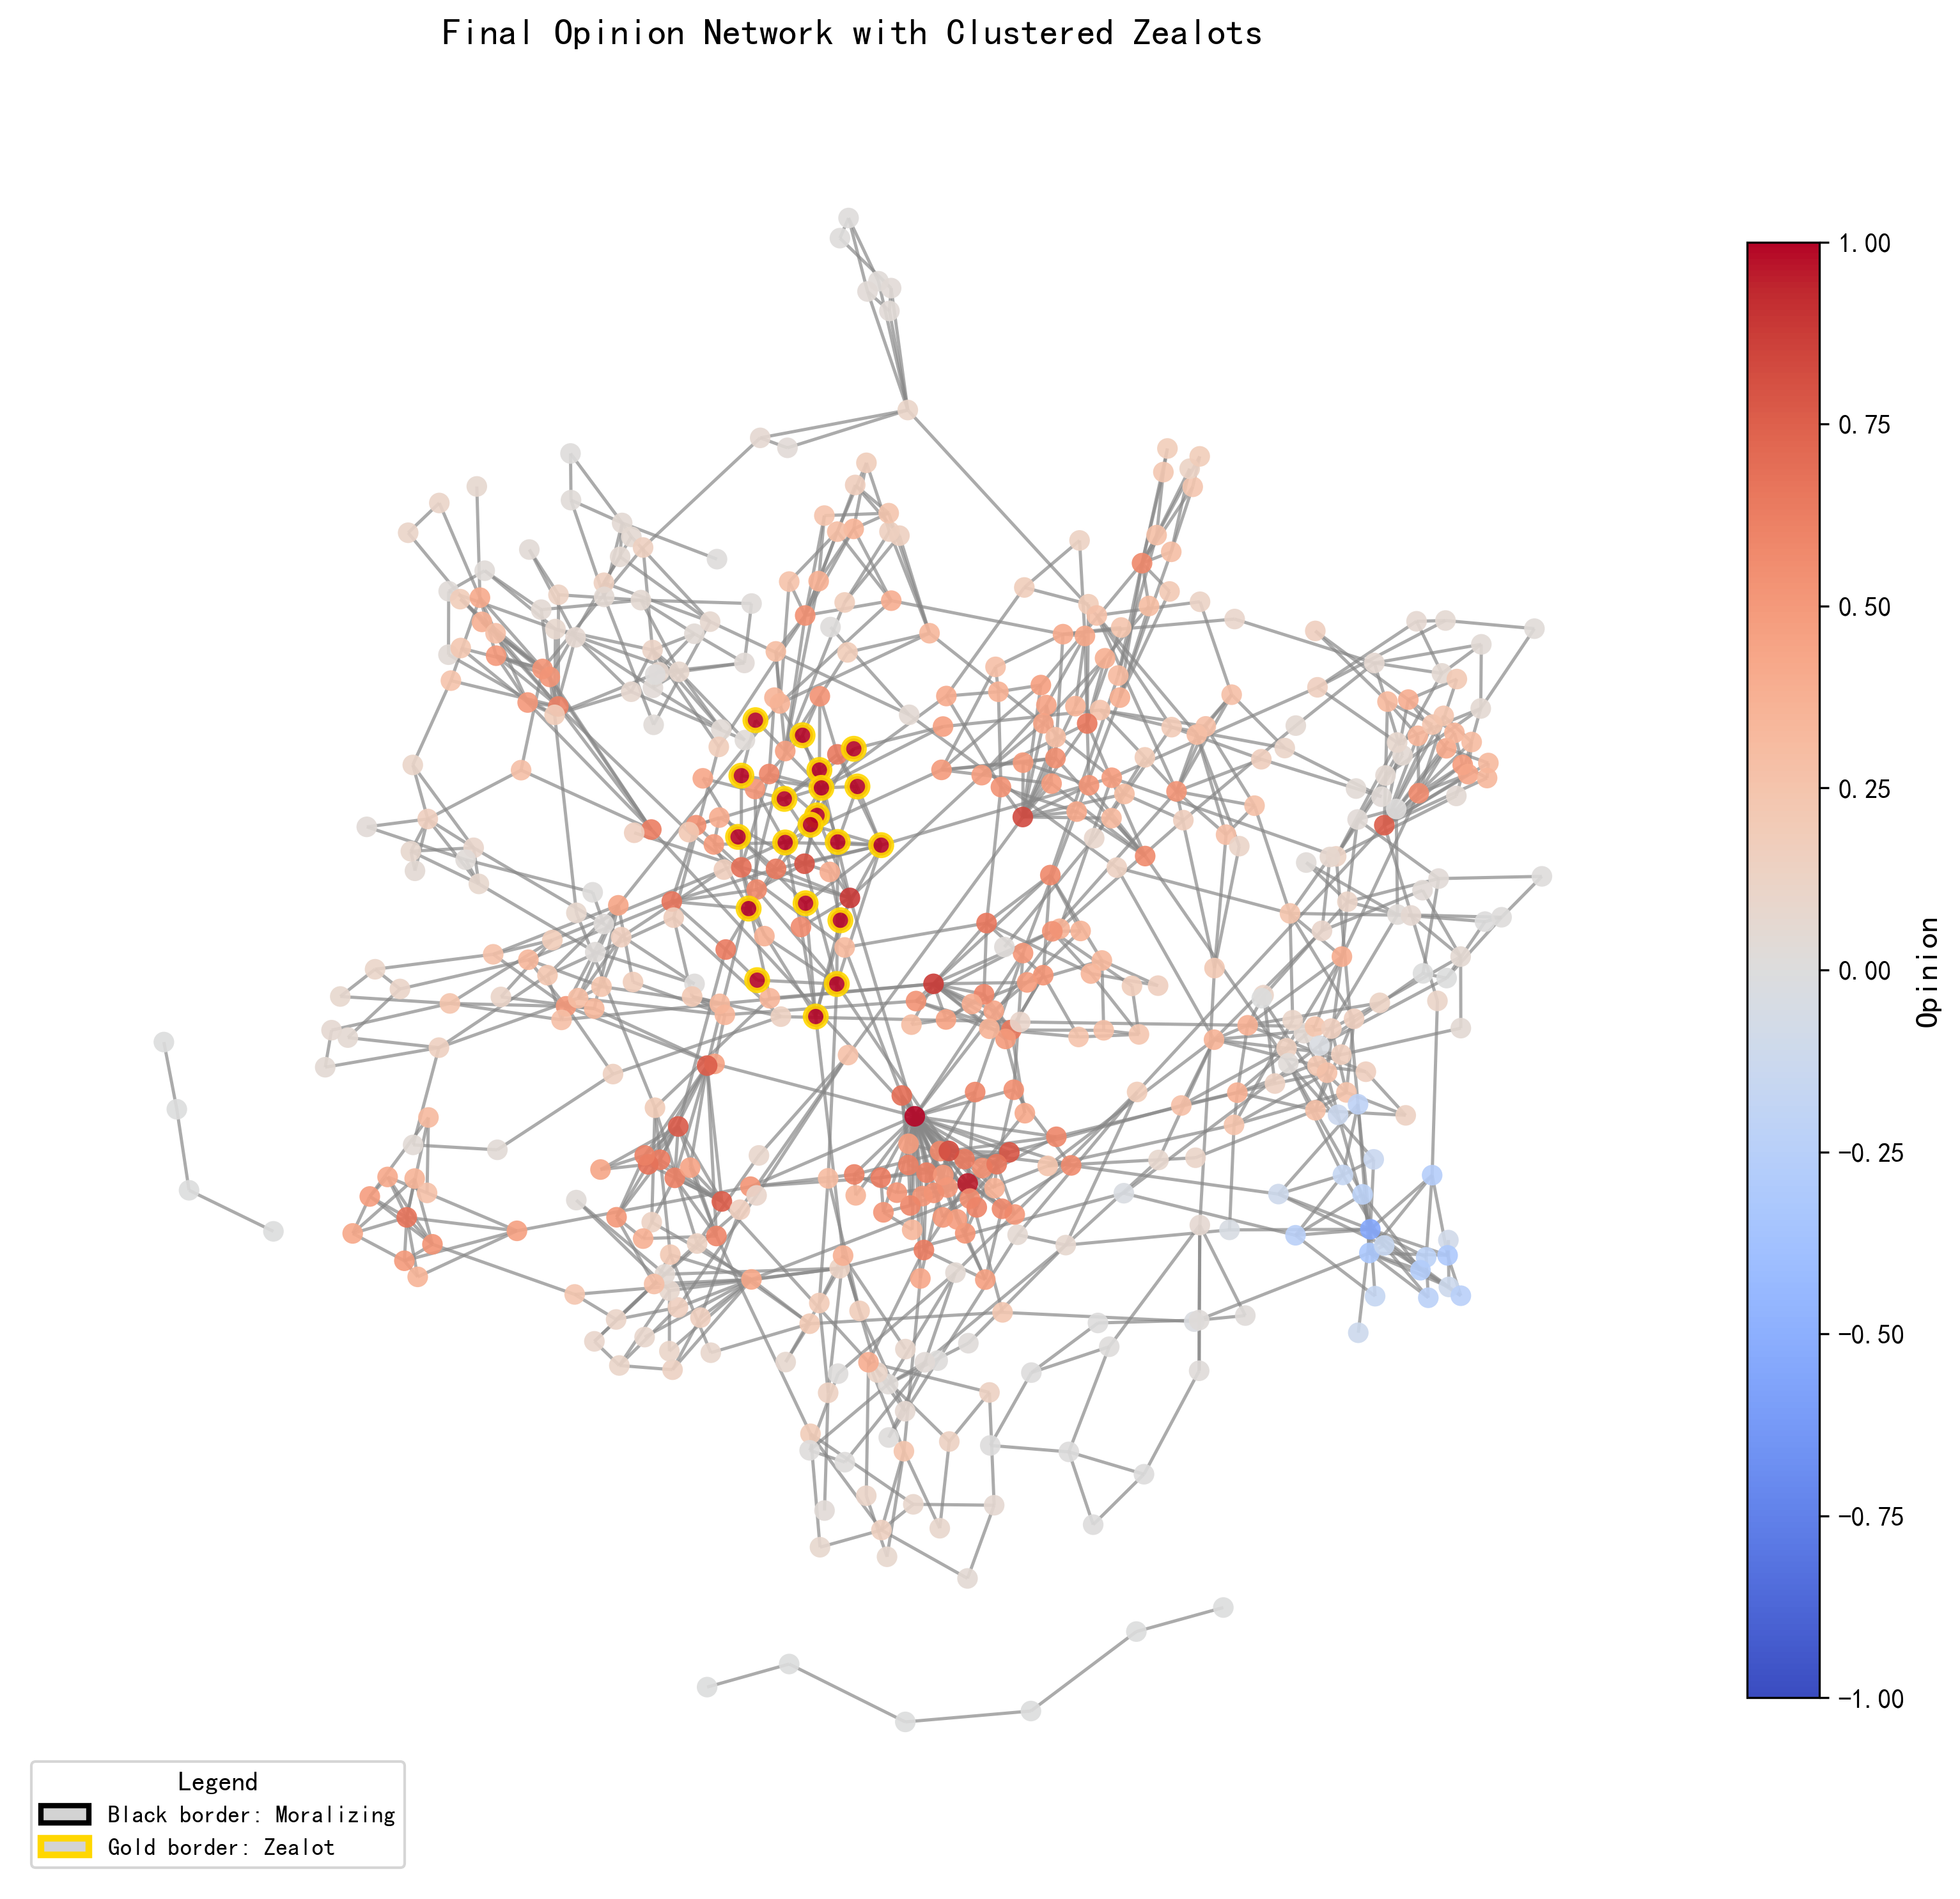 Final Opinion Network with Clustered Zealots
1.00
0.75
0.50
0.25
0.00
−0.25
−0.50
−0.75
−1.00
Opinion
Legend
Black border: Moralizing
Gold border: Zealot